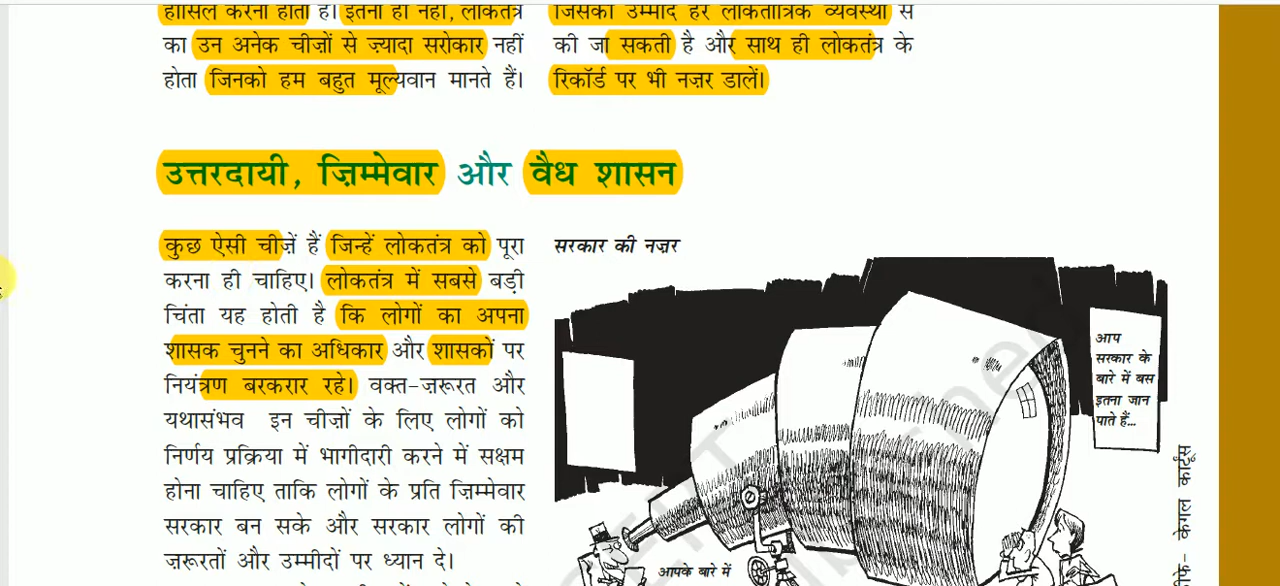 हासिल करना होता है। इतना ही नहीं, लोकतंत्र
का उन अनेक चीज़ों से ज्यादा सरोकार नहीं
होता जिनको हम बहुत मूल्यवान मानते हैं।
जिसकी उम्मीद हर लोकतांत्रिक व्यवस्था से
की जा सकती है और साथ ही लोकतंत्र के
रिकॉर्ड पर भी नज़र डालें।
उत्तरदायी, ज़िम्मेवार और वैध शासन
कुछ ऐसी चीज़ें हैं जिन्हें लोकतंत्र को पूरा
करना ही चाहिए। लोकतंत्र में सबसे बड़ी
चिंता यह होती है कि लोगों का अपना
शासक चुनने का अधिकार और शासकों पर
नियंत्रण बरकरार रहे। वक्त-ज़रूरत और
यथासंभव इन चीज़ों के लिए लोगों को
निर्णय प्रक्रिया में भागीदारी करने में सक्षम
होना चाहिए ताकि लोगों के प्रति ज़िम्मेवार
सरकार बन सके और सरकार लोगों की
ज़रूरतों और उम्मीदों पर ध्यान दे।
सरकार की नज़र
आप
सरकार के
बारे में बस
इतना जान
पाते हैं...
आपके बारे में
केगल कार्टूंस